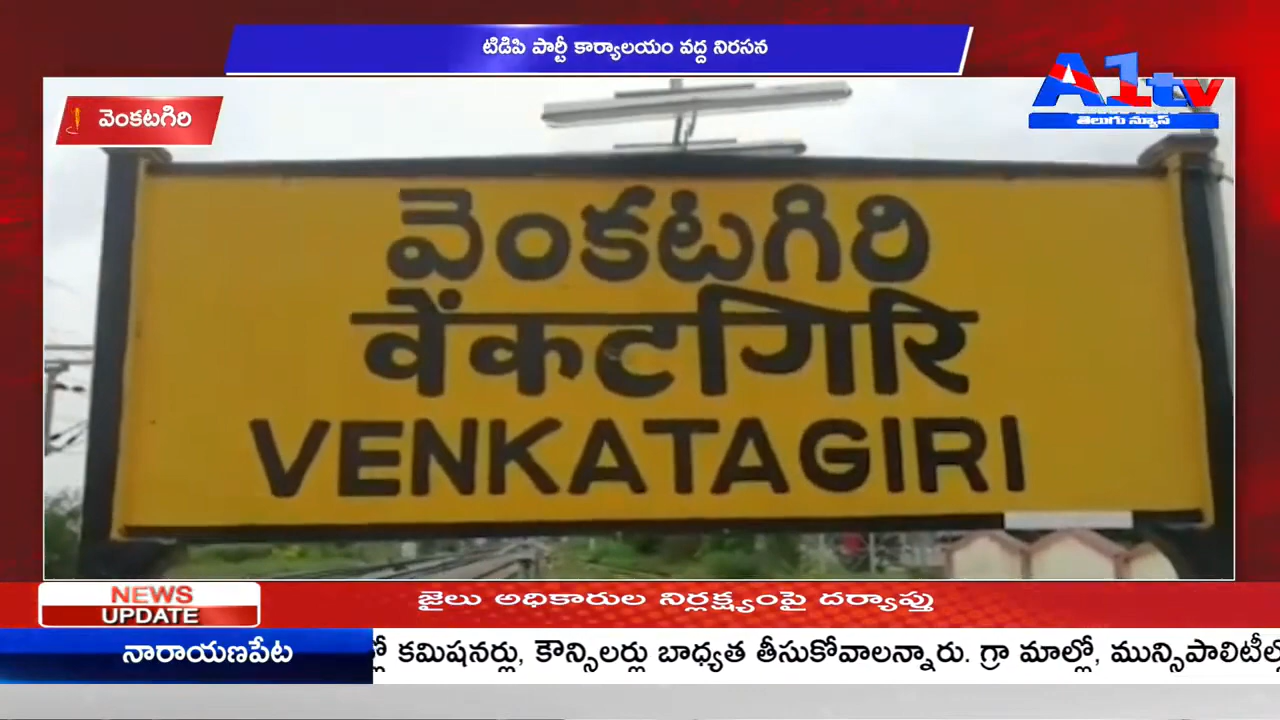 టిడిపి పార్టీ కార్యాలయం వద్ద నిరసన
A1tv
తెలుగు న్యూస్
వెంకటగిరి
వెంకటగిరి
वेंकटगिरि
VENKATAGIRI
NEWS
UPDATE
జైలు అధికారుల నిర్లక్ష్యంపై దర్యాప్తు
నారాయణపేట
కమిషనర్లు, కౌన్సిలర్లు బాధ్యత తీసుకోవాలన్నారు. గ్రా మాల్లో,